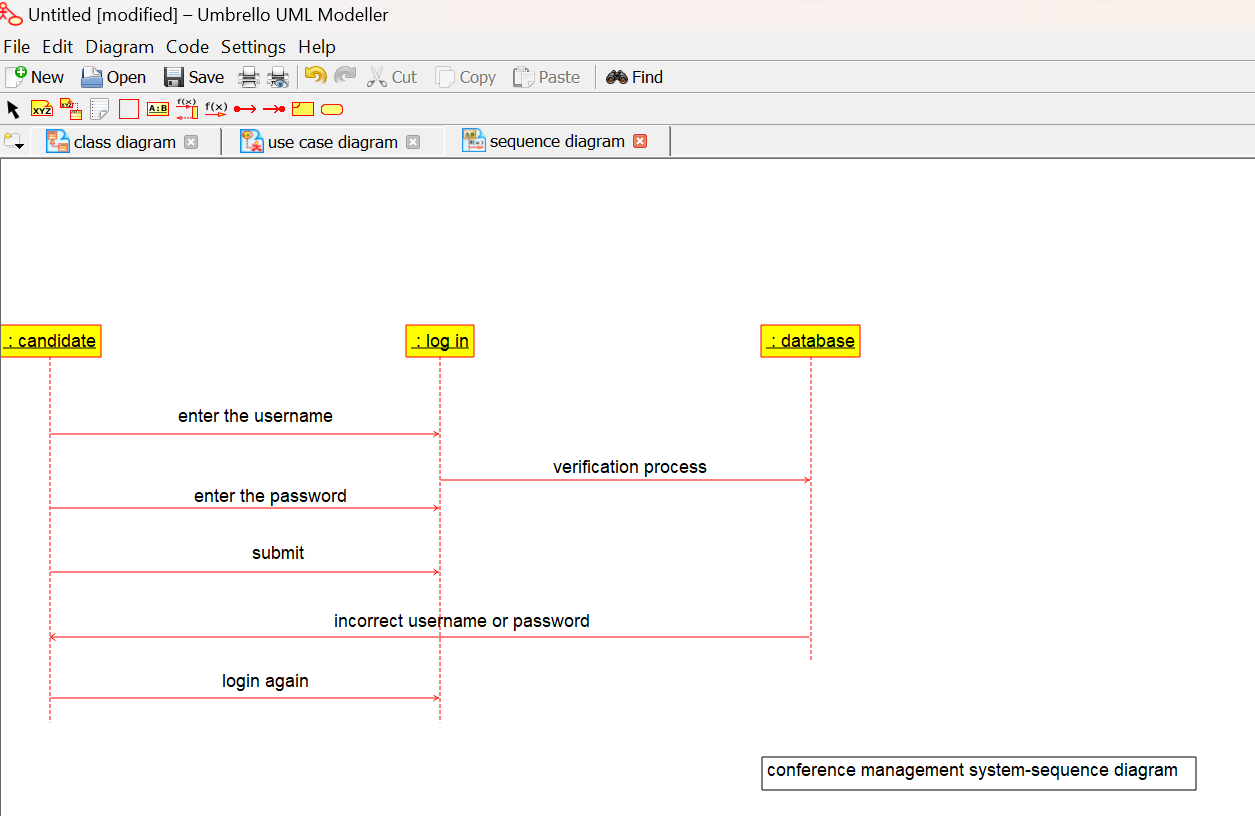 Untitled [modified] – Umbrello UML Modeller
File Edit Diagram Code Settings Help
New Open Save Cut Copy Paste Find
XYZ XYZ A:B f(x) f(x)
class diagram use case diagram sequence diagram
: candidate : log in : database
enter the username
verification process
enter the password
submit
incorrect username or password
login again
conference management system-sequence diagram